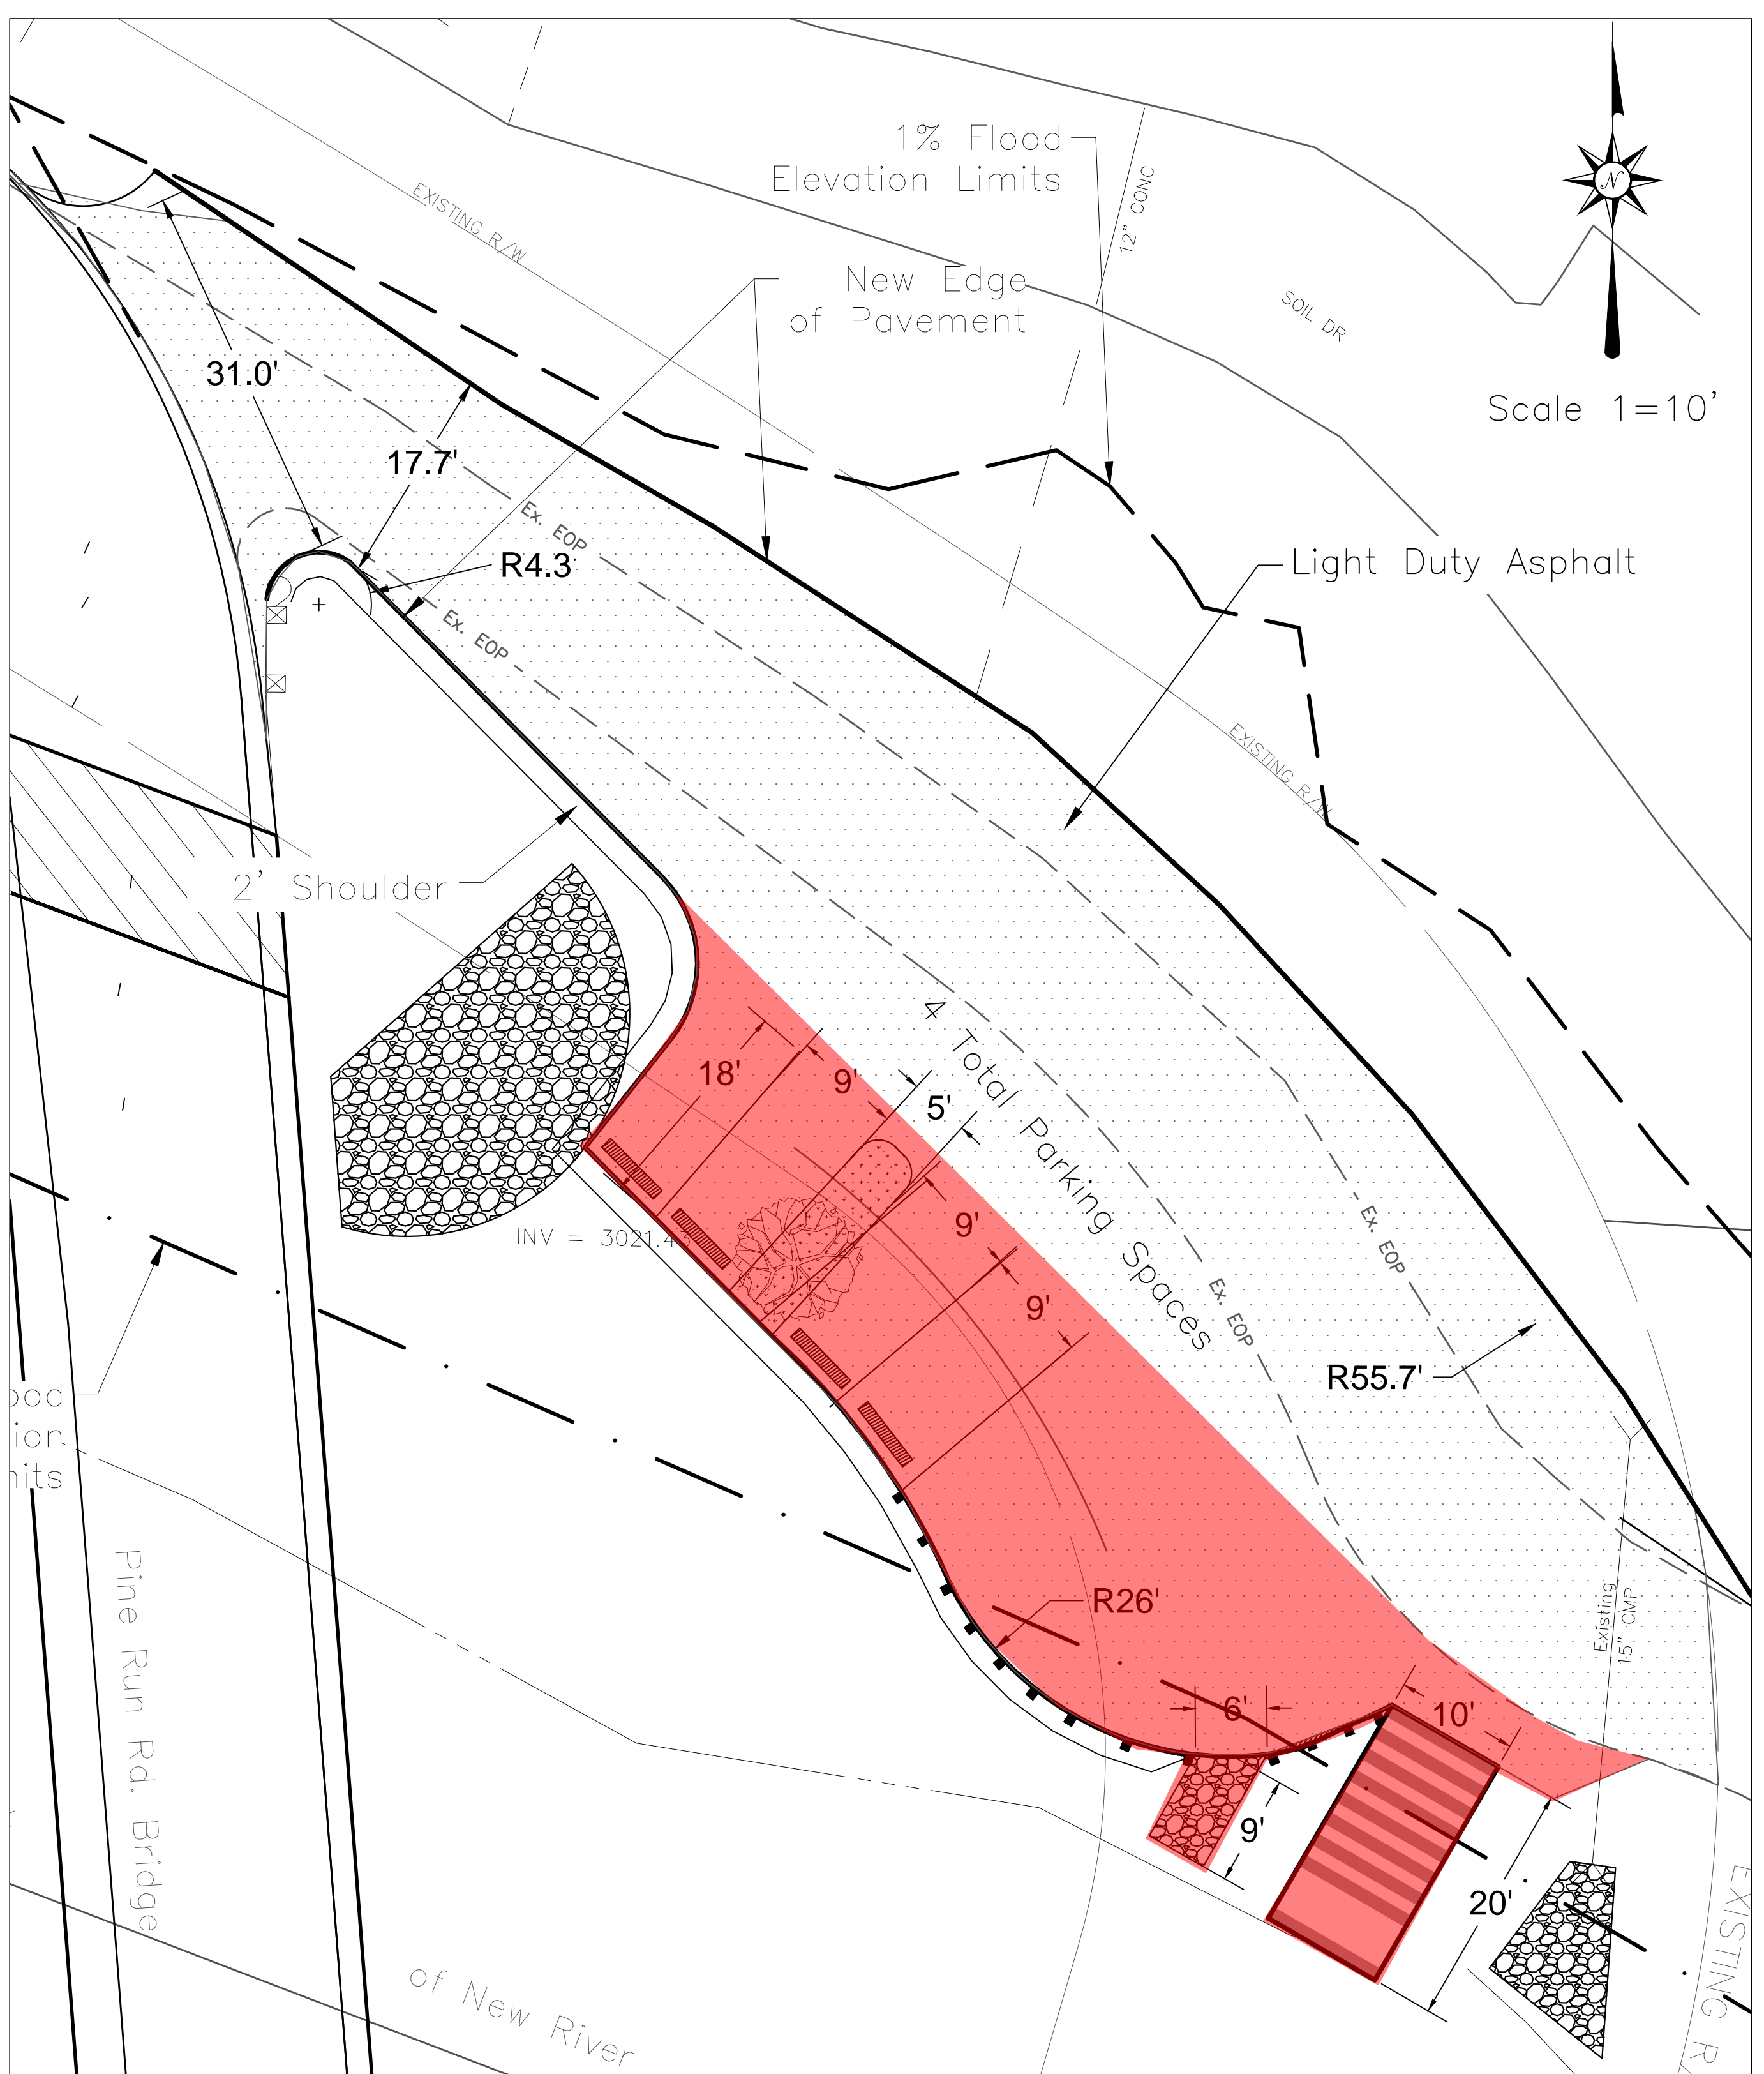 1% Flood
Elevation Limits
12" CONC
EXISTING R/W
New Edge
of Pavement
SOIL DR
N
Scale 1=10'
31.0'
17.7'
Ex. EOP
R4.3'
Light Duty Asphalt
Ex. EOP
EXISTING R/W
2' Shoulder
4 Total Parking Spaces
18'
9'
5'
9'
9'
INV = 3021.4
Ex. EOP
Ex. EOP
R55.7'
ood
ion
mits
Pine Run Rd. Bridge
R26'
Existing
15" CMP
6'
10'
9'
20'
EXISTING R/
of New River